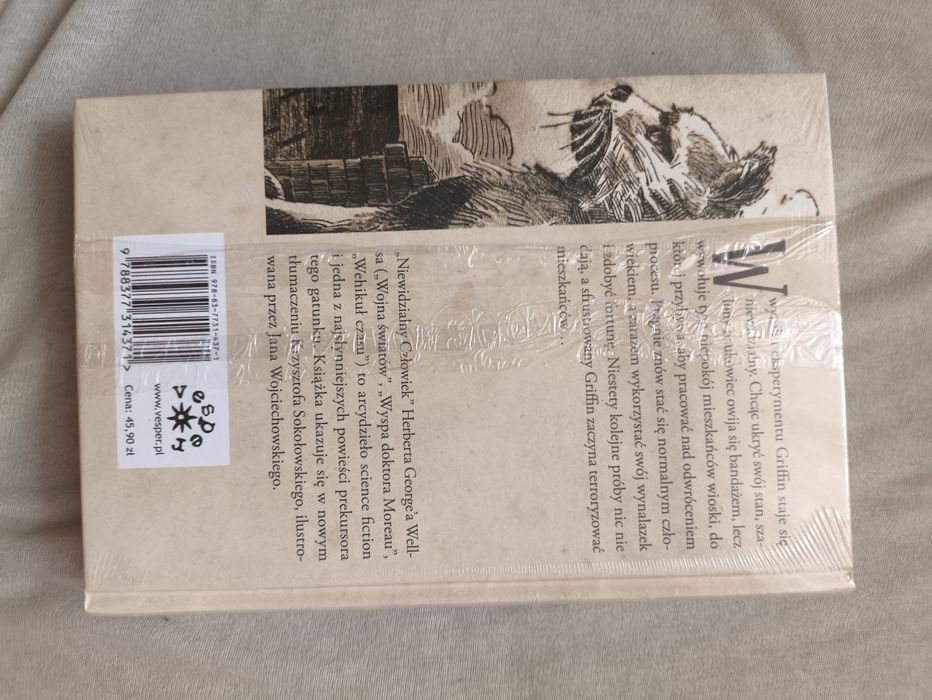 W wyniku eksperymentu Griffin staje się
niewidzialny. Chcąc ukryć swój stan, sza-
lony naukowiec owija się bandażem, lecz
wywołuje tym niepokój mieszkańców wioski, do
której przybywa, aby pracować nad odwróceniem
procesu. Pragnie znów stać się normalnym czło-
wiekiem, a zarazem wykorzystać swój wynalazek
i zdobyć fortunę. Niestety kolejne próby nic nie
dają, a sfrustrowany Griffin zaczyna terroryzować
mieszkańców…
„Niewidzialny Człowiek” Herberta George’a Well-
sa („Wojna światów”, „Wyspa doktora Moreau”,
„Wehikuł czasu”) to arcydzieło science fiction
i jedna z najsłynniejszych powieści prekursora
tego gatunku. Książka ukazuje się w nowym
tłumaczeniu Krzysztofa Sokołowskiego, ilustro-
wana przez Jana Wojciechowskiego.
ISBN 978-83-7731-437-1
9 788377 314371 >
vesper
www.vesper.pl
Cena: 45,90 zł